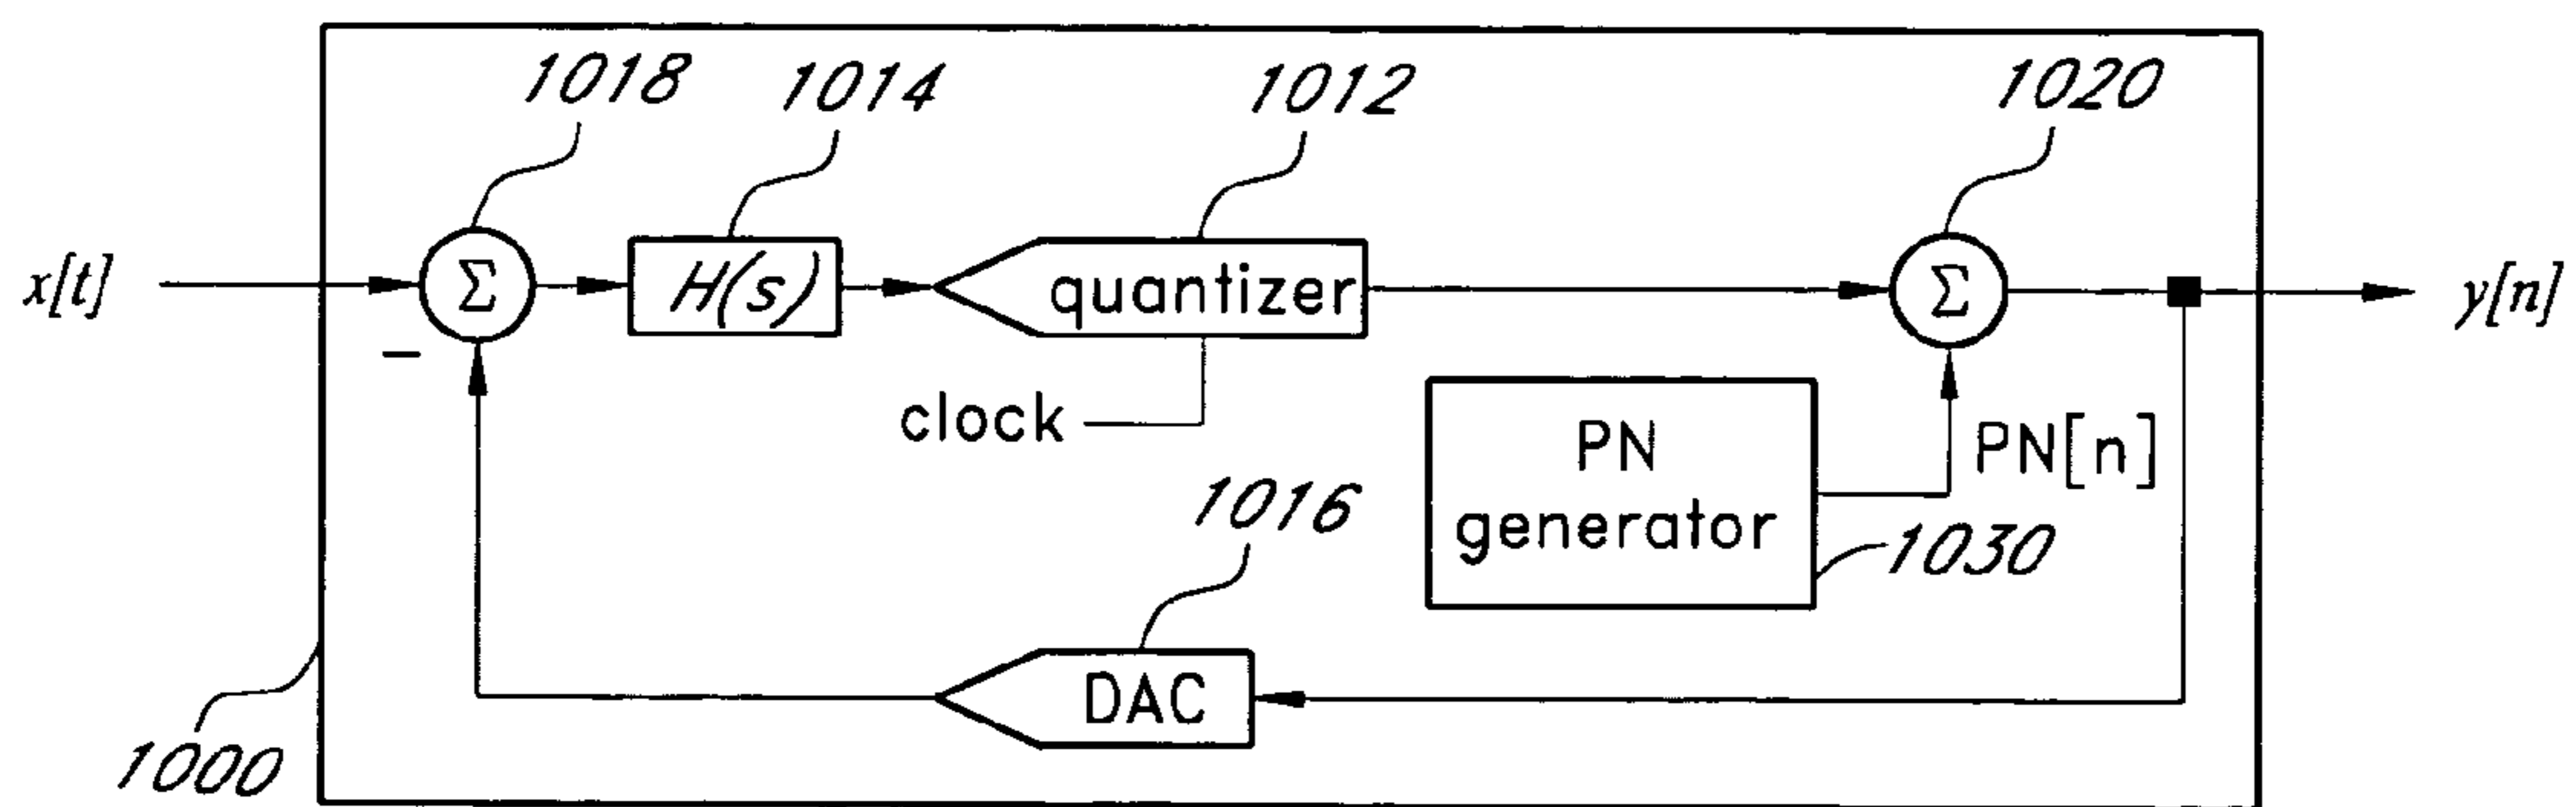 1018
1014
1012
1020
x[t]
Σ
H(s)
quantizer
Σ
y[n]
−
clock
PN
generator
PN[n]
1016
1030
DAC
1000